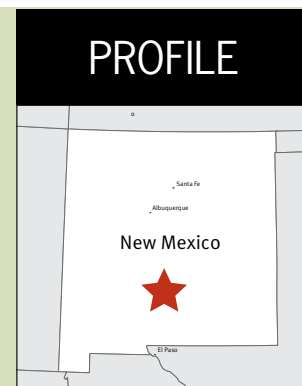 PROFILE
Santa Fe
Albuquerque
New Mexico
El Paso